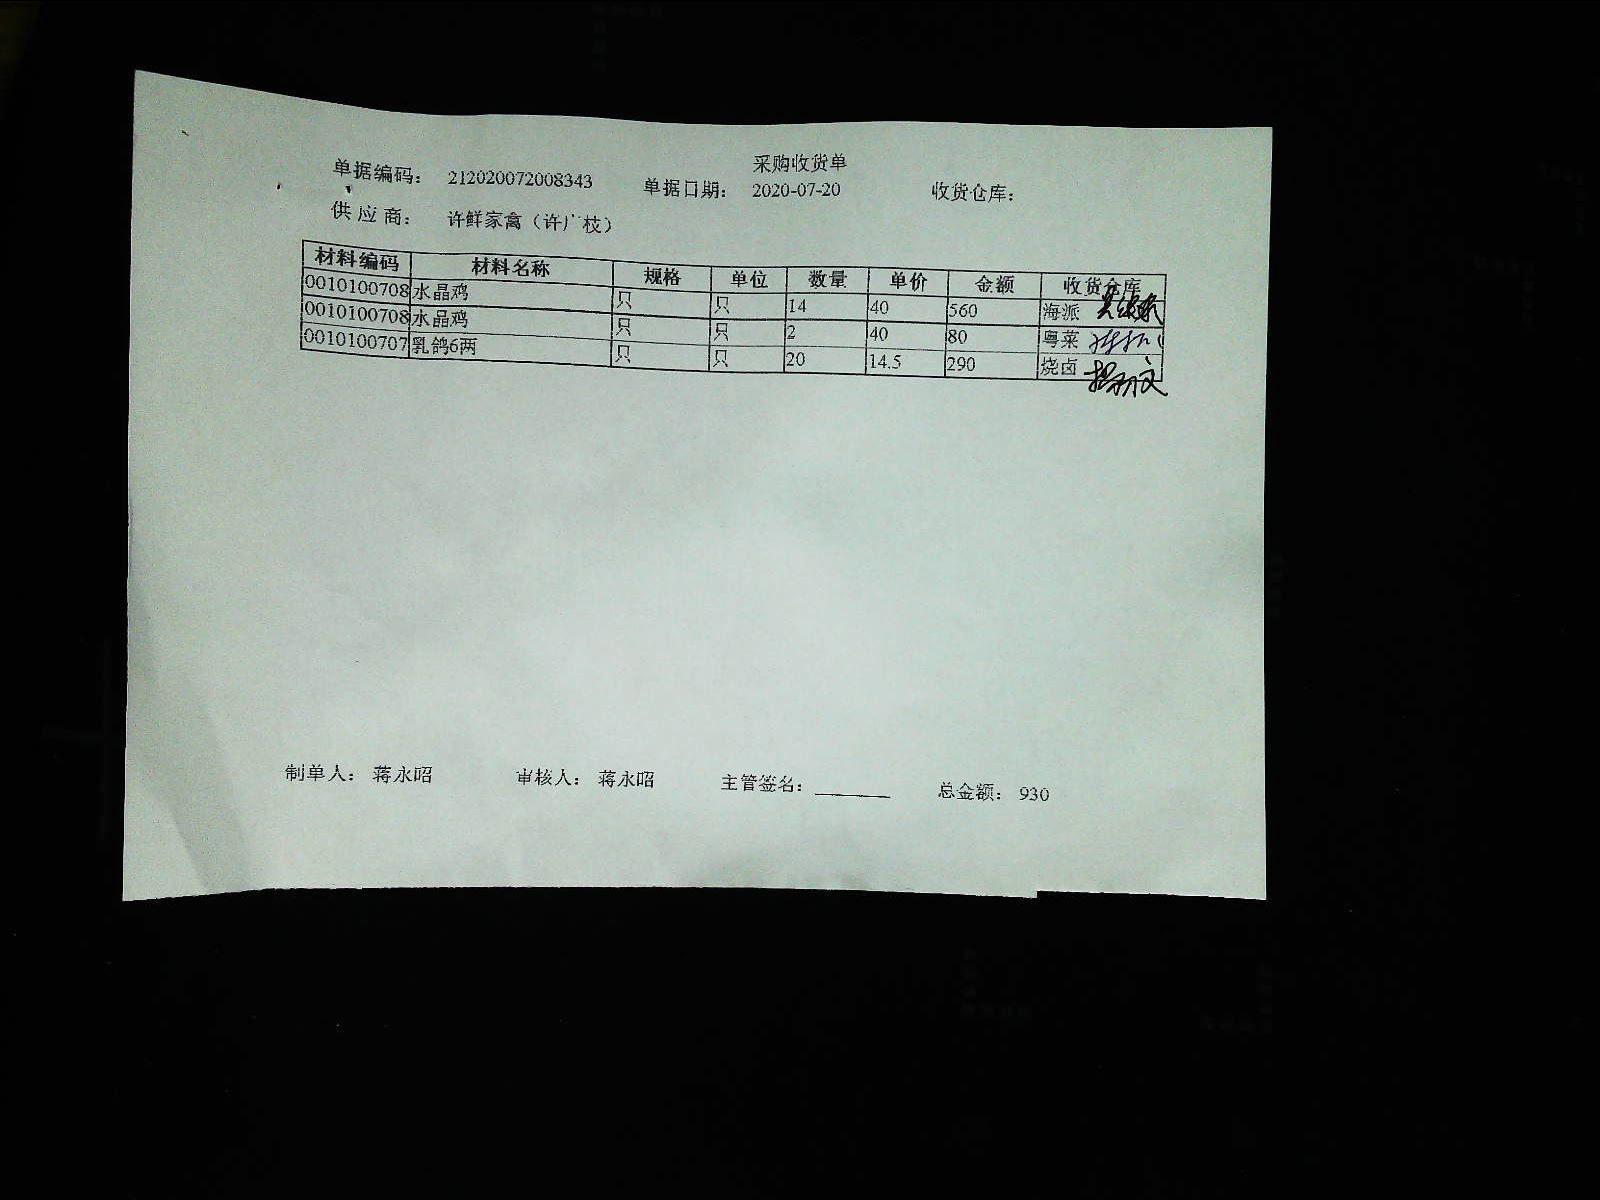 采购收货单
单据编码： 212020072008343 单据日期： 2020-07-20 收货仓库：
供应商： 许鲜家禽（许广枝）
材料编码 材料名称 规格 单位 数量 单价 金额 收货仓库
0010100708 水晶鸡 只 只 14 40 560 海派
0010100708 水晶鸡 只 只 2 40 80 粤菜
0010100707 乳鸽6两 只 只 20 14.5 290 烧卤
制单人： 蒋永昭 审核人： 蒋永昭 主管签名： 总金额： 930